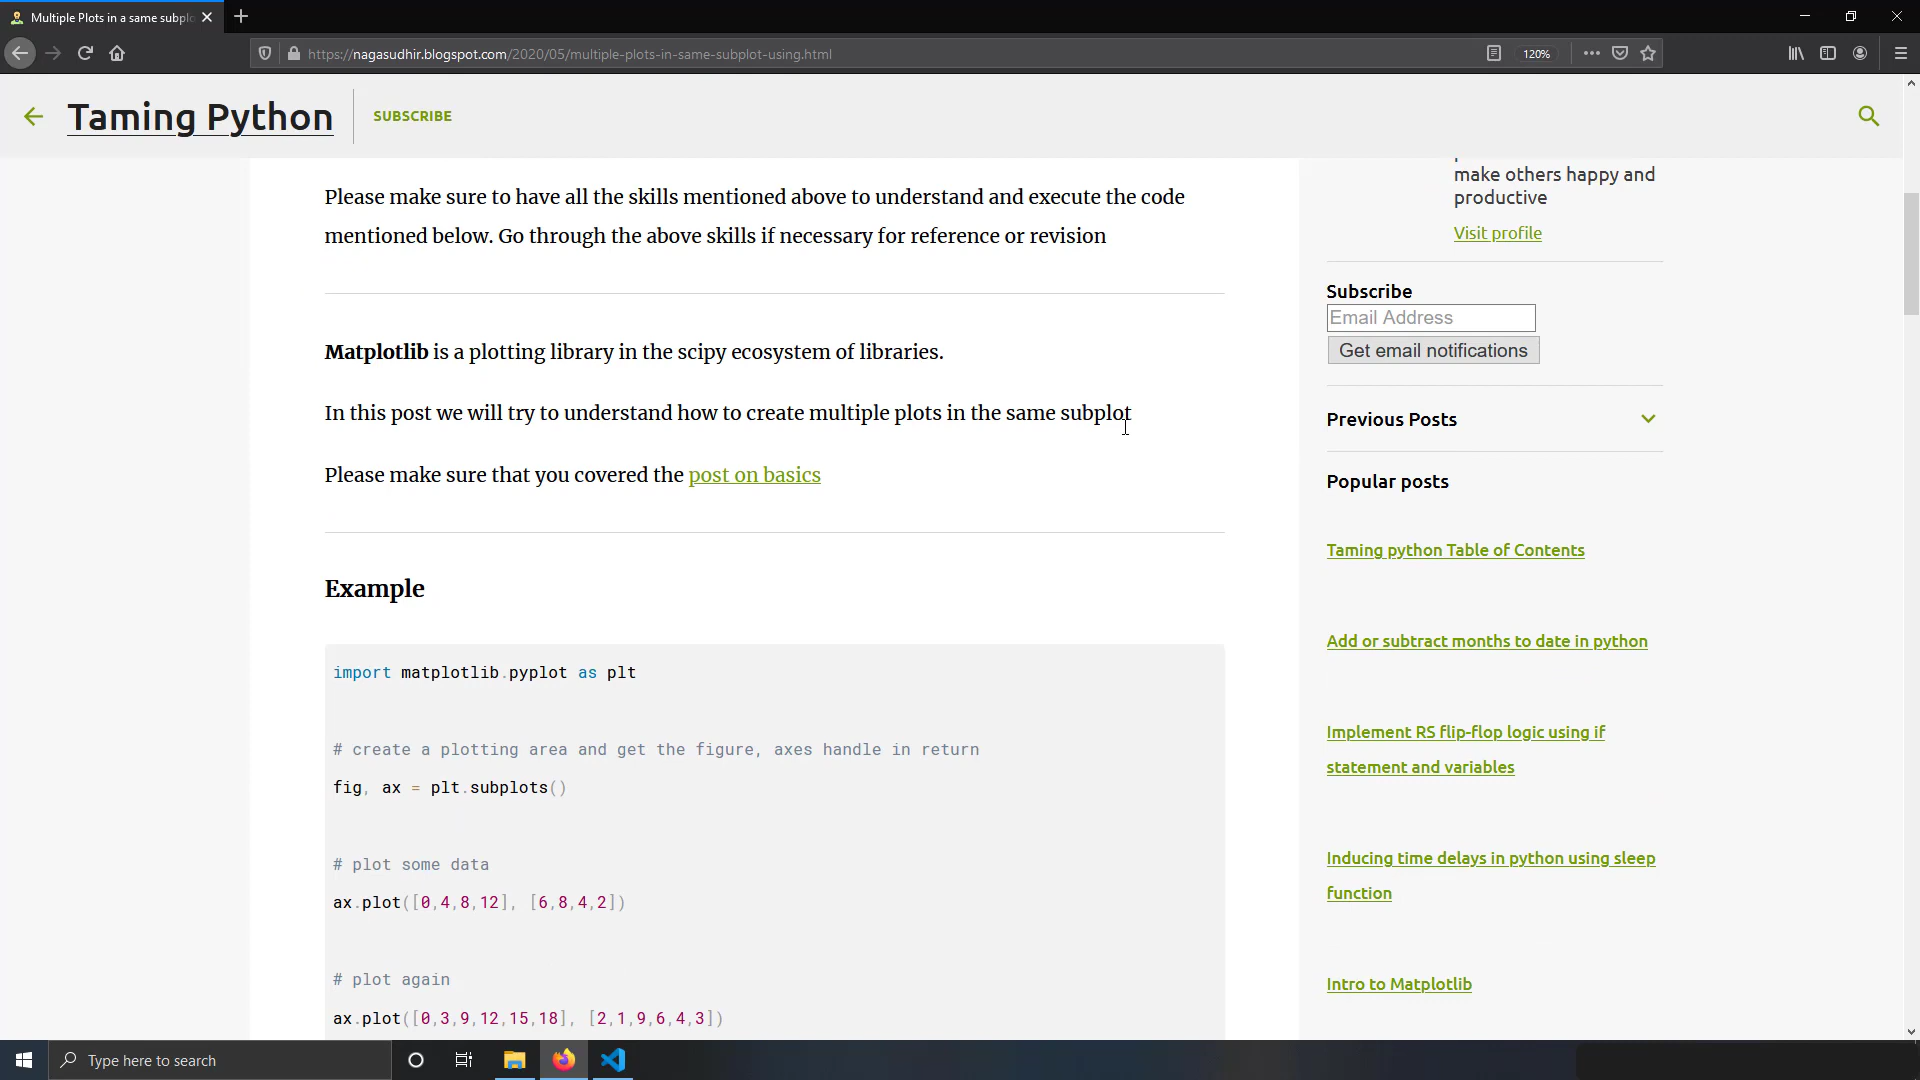 Multiple Plots in a same subplo
https://nagasudhir.blogspot.com/2020/05/multiple-plots-in-same-subplot-using.html
120%
Taming Python
SUBSCRIBE
Please make sure to have all the skills mentioned above to understand and execute the code
mentioned below. Go through the above skills if necessary for reference or revision
Matplotlib is a plotting library in the scipy ecosystem of libraries.
In this post we will try to understand how to create multiple plots in the same subplot
Please make sure that you covered the post on basics
Example
import matplotlib.pyplot as plt
# create a plotting area and get the figure, axes handle in return
fig, ax = plt.subplots()
# plot some data
ax.plot([0,4,8,12], [6,8,4,2])
# plot again
ax.plot([0,3,9,12,15,18], [2,1,9,6,4,3])
make others happy and
productive
Visit profile
Subscribe
Email Address
Get email notifications
Previous Posts
Popular posts
Taming python Table of Contents
Add or subtract months to date in python
Implement RS flip-flop logic using if
statement and variables
Inducing time delays in python using sleep
function
Intro to Matplotlib
Type here to search